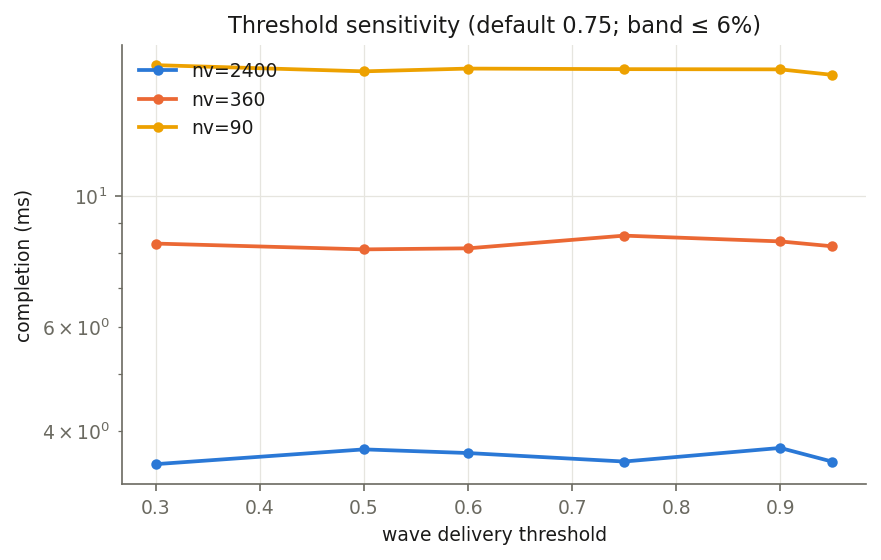 Threshold sensitivity (default 0.75; band ≤ 6%)
nv=2400
nv=360
nv=90
completion (ms)
10¹
6 × 10⁰
4 × 10⁰
0.3 0.4 0.5 0.6 0.7 0.8 0.9
wave delivery threshold